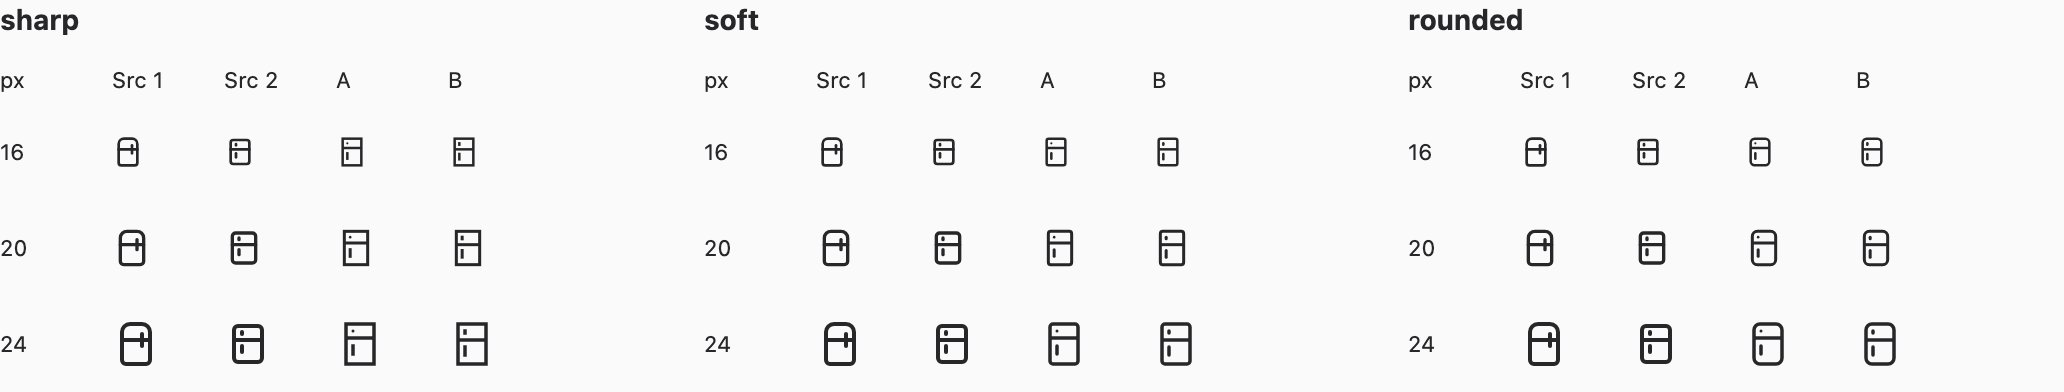 sharp soft rounded
px Src 1 Src 2 A B px Src 1 Src 2 A B px Src 1 Src 2 A B
16 16 16
20 20 20
24 24 24